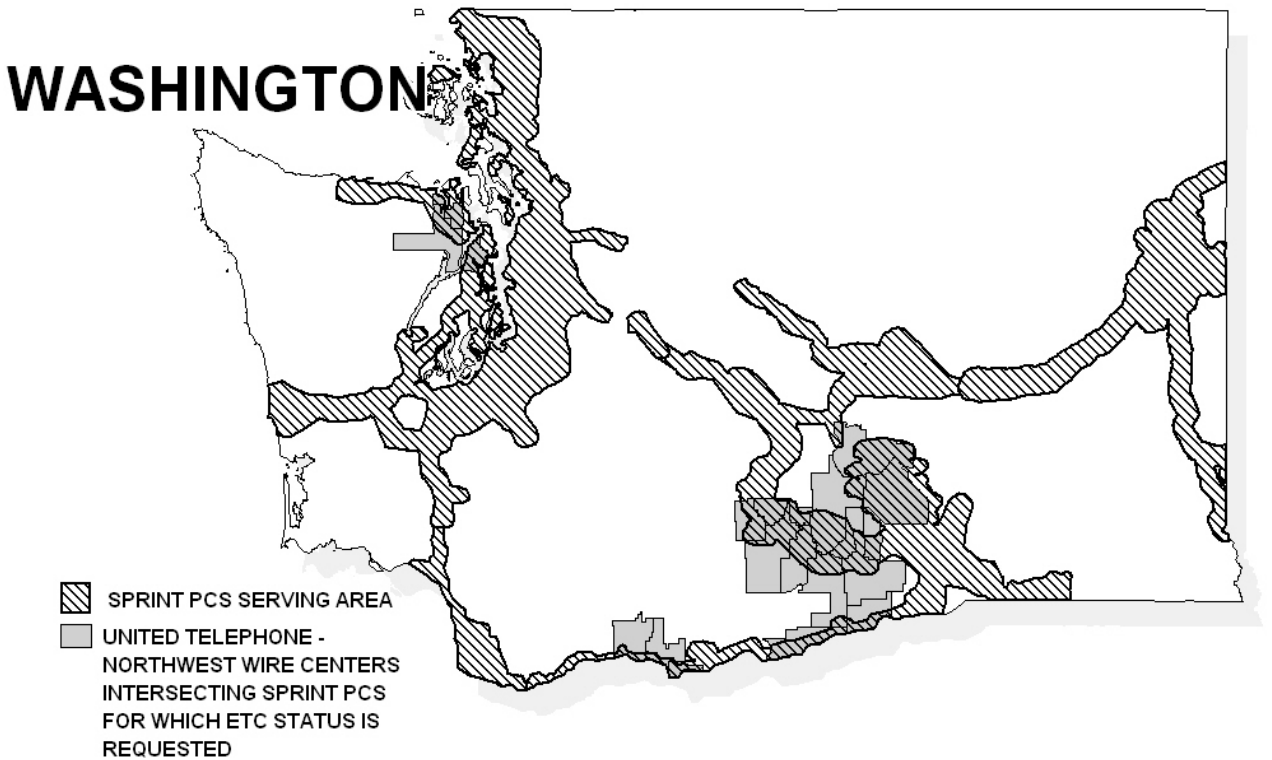 WASHINGTON
SPRINT PCS SERVING AREA
UNITED TELEPHONE -
NORTHWEST WIRE CENTERS
INTERSECTING SPRINT PCS
FOR WHICH ETC STATUS IS
REQUESTED